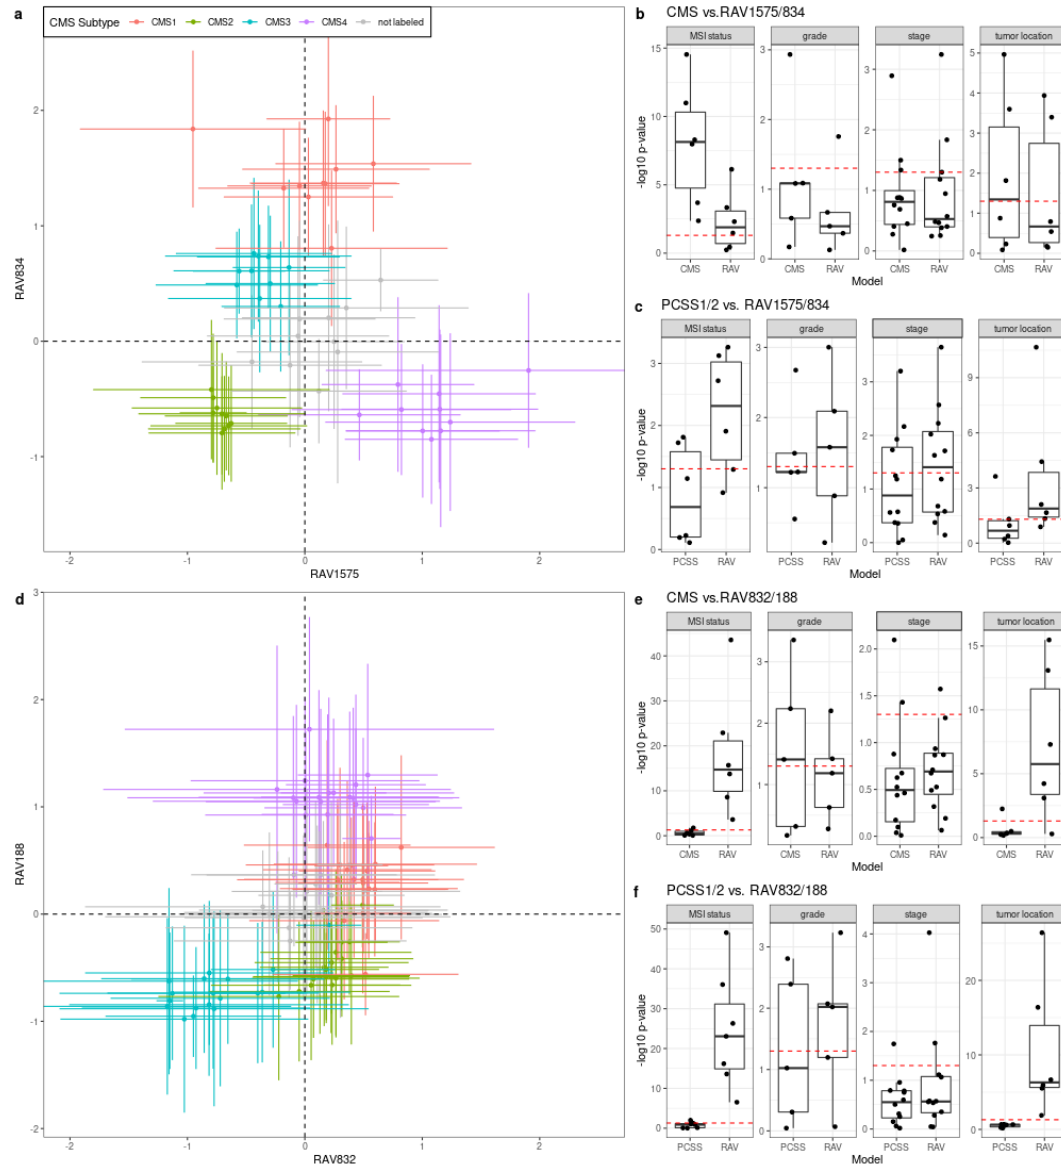 a
CMS Subtype CMS1 CMS2 CMS3 CMS4 not labeled
2
1
0
-1
RAV834
-2 -1 0 1 2
RAV1575
b CMS vs.RAV1575/834
MSI status grade stage tumor location
-log10 p-value
15
10
5
0
3
2
1
0
3
2
1
0
5
4
3
2
1
0
CMS RAV CMS RAV CMS RAV CMS RAV
Model
c PCSS1/2 vs. RAV1575/834
MSI status grade stage tumor location
-log10 p-value
3
2
1
0
3
2
1
3
2
1
0
9
6
3
0
PCSS RAV PCSS RAV PCSS RAV PCSS RAV
Model
d
3
2
1
0
-1
-2
RAV188
-2 -1 0 1 2
RAV832
e CMS vs.RAV832/188
MSI status grade stage tumor location
-log10 p-value
40
30
20
10
0
3
2
1
2.0
1.5
1.0
0.5
0.0
15
10
5
0
CMS RAV CMS RAV CMS RAV CMS RAV
Model
f PCSS1/2 vs. RAV832/188
MSI status grade stage tumor location
-log10 p-value
50
40
30
20
10
0
3
2
1
0
4
3
2
1
0
20
10
0
PCSS RAV PCSS RAV PCSS RAV PCSS RAV
Model